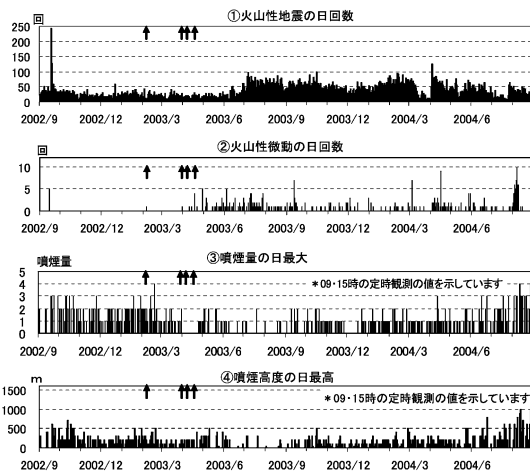 ①火山性地震の日回数
回
250
200
150
100
50
0
2002/9 2002/12 2003/3 2003/6 2003/9 2003/12 2004/3 2004/6
②火山性微動の日回数
回
10
5
0
2002/9 2002/12 2003/3 2003/6 2003/9 2003/12 2004/3 2004/6
③噴煙量の日最大
噴煙量
*09・15時の定時観測の値を示しています
5
4
3
2
1
0
2002/9 2002/12 2003/3 2003/6 2003/9 2003/12 2004/4 2004/6
④噴煙高度の日最高
m
*09・15時の定時観測の値を示しています
1500
1000
500
0
2002/9 2002/12 2003/3 2003/6 2003/9 2003/12 2004/4 2004/6